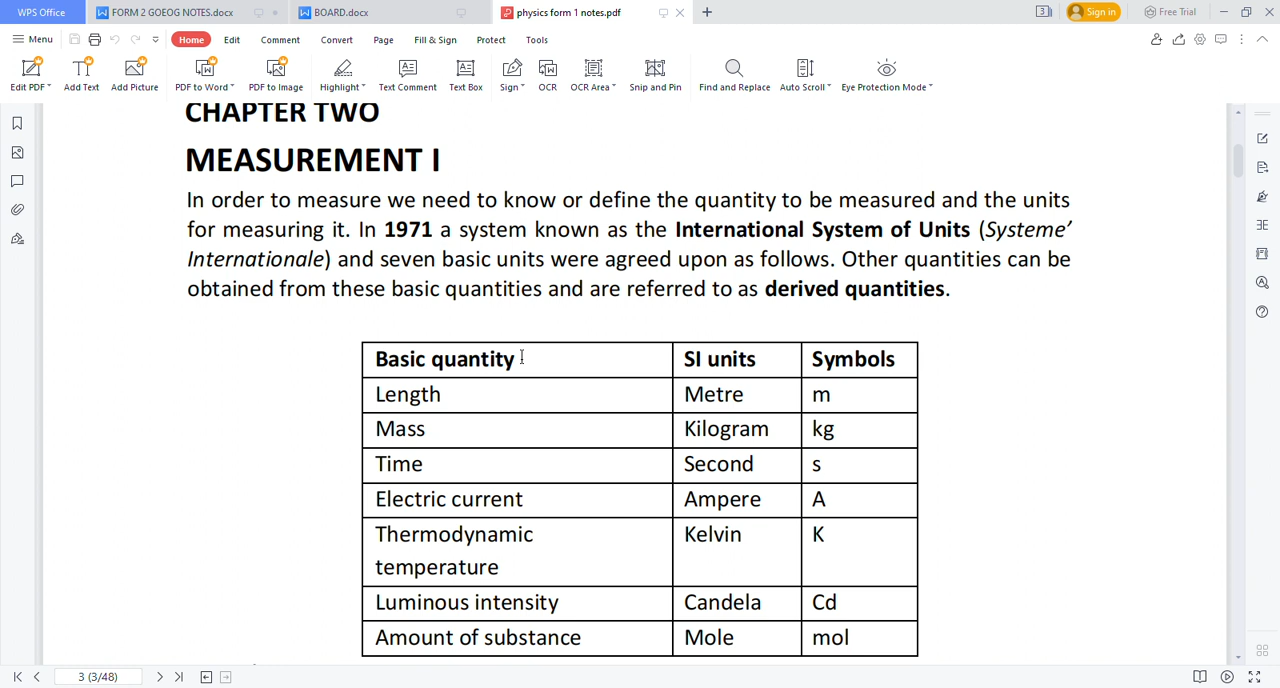 WPS Office
FORM 2 GOEOG NOTES.docx
BOARD.docx
physics form 1 notes.pdf
Sign in
Free Trial
Menu
Home Edit Comment Convert Page Fill & Sign Protect Tools
Edit PDF Add Text Add Picture PDF to Word PDF to Image Highlight Text Comment Text Box Sign OCR OCR Area Snip and Pin Find and Replace Auto Scroll Eye Protection Mode
CHAPTER TWO
MEASUREMENT I
In order to measure we need to know or define the quantity to be measured and the units
for measuring it. In 1971 a system known as the International System of Units (Systeme’
Internationale) and seven basic units were agreed upon as follows. Other quantities can be
obtained from these basic quantities and are referred to as derived quantities.
Basic quantity SI units Symbols
Length Metre m
Mass Kilogram kg
Time Second s
Electric current Ampere A
Thermodynamic Kelvin K
temperature
Luminous intensity Candela Cd
Amount of substance Mole mol
3 (3/48)